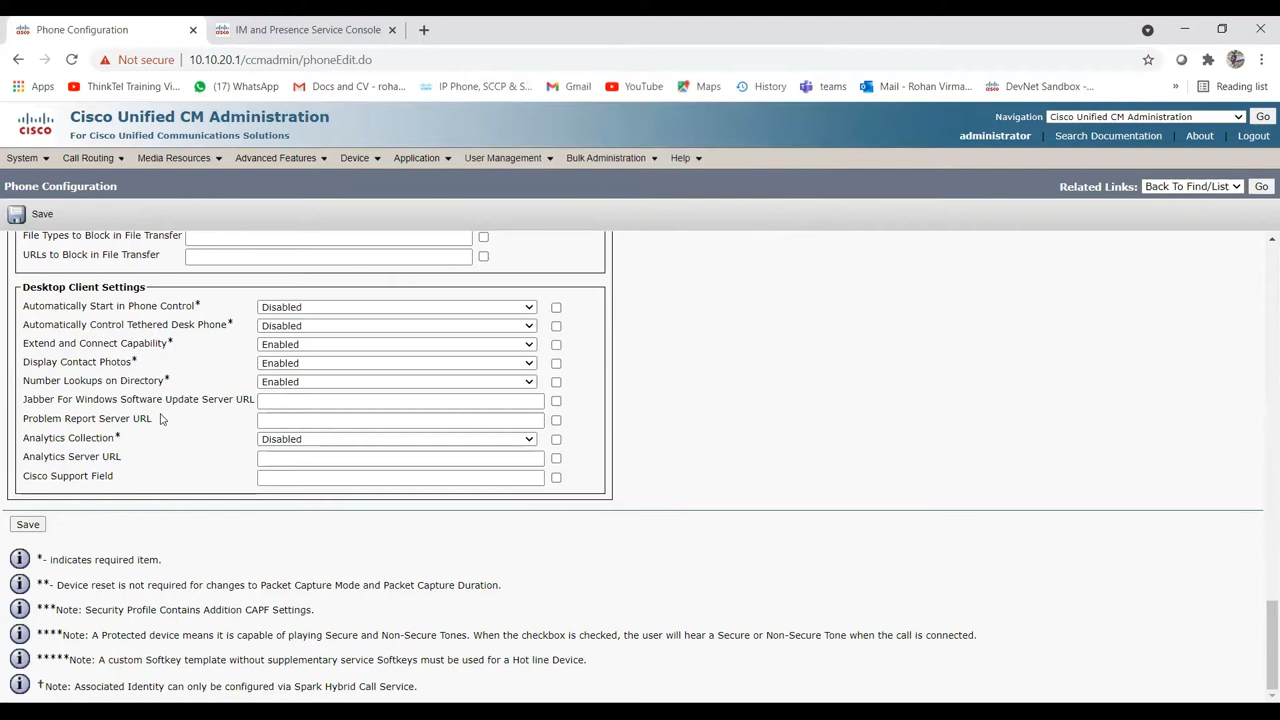 Phone Configuration
IM and Presence Service Console
Not secure 10.10.20.1/ccmadmin/phoneEdit.do
Apps ThinkTel Training Vi... (17) WhatsApp Docs and CV - roha... IP Phone, SCCP & S... Gmail YouTube Maps History teams Mail - Rohan Virma... DevNet Sandbox -... » Reading list
CISCO
Cisco Unified CM Administration
For Cisco Unified Communications Solutions
Navigation Cisco Unified CM Administration Go
administrator Search Documentation About Logout
System Call Routing Media Resources Advanced Features Device Application User Management Bulk Administration Help
Phone Configuration
Related Links: Back To Find/List Go
Save
File Types to Block in File Transfer
URLs to Block in File Transfer
Desktop Client Settings
Automatically Start in Phone Control* Disabled
Automatically Control Tethered Desk Phone* Disabled
Extend and Connect Capability* Enabled
Display Contact Photos* Enabled
Number Lookups on Directory* Enabled
Jabber For Windows Software Update Server URL
Problem Report Server URL
Analytics Collection* Disabled
Analytics Server URL
Cisco Support Field
Save
*- indicates required item.
**- Device reset is not required for changes to Packet Capture Mode and Packet Capture Duration.
***Note: Security Profile Contains Addition CAPF Settings.
****Note: A Protected device means it is capable of playing Secure and Non-Secure Tones. When the checkbox is checked, the user will hear a Secure or Non-Secure Tone when the call is connected.
*****Note: A custom Softkey template without supplementary service Softkeys must be used for a Hot line Device.
†Note: Associated Identity can only be configured via Spark Hybrid Call Service.